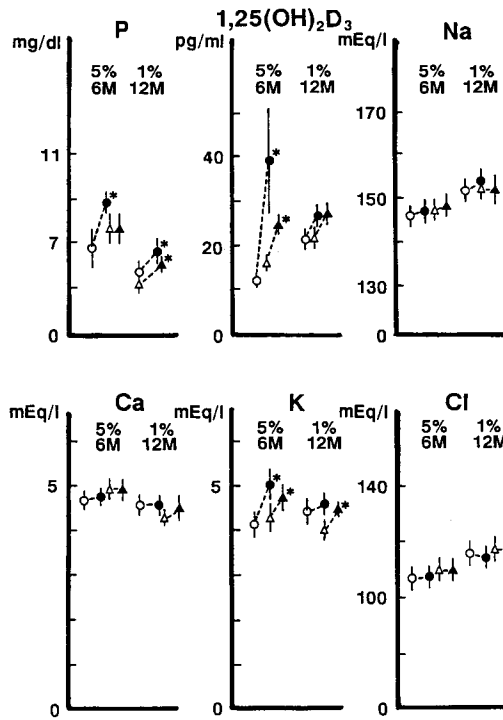 P
mg/dl
5% 1%
6M 12M
11
7
0
1,25(OH)₂D₃
pg/ml
5% 1%
6M 12M
40
20
0
*
*
Na
mEq/l
5% 1%
6M 12M
170
150
130
0
*
*
*
Ca
mEq/l
5% 1%
6M 12M
5
0
K
mEq/l
5% 1%
6M 12M
5
0
*
*
*
Cl
mEq/l
5% 1%
6M 12M
140
100
0